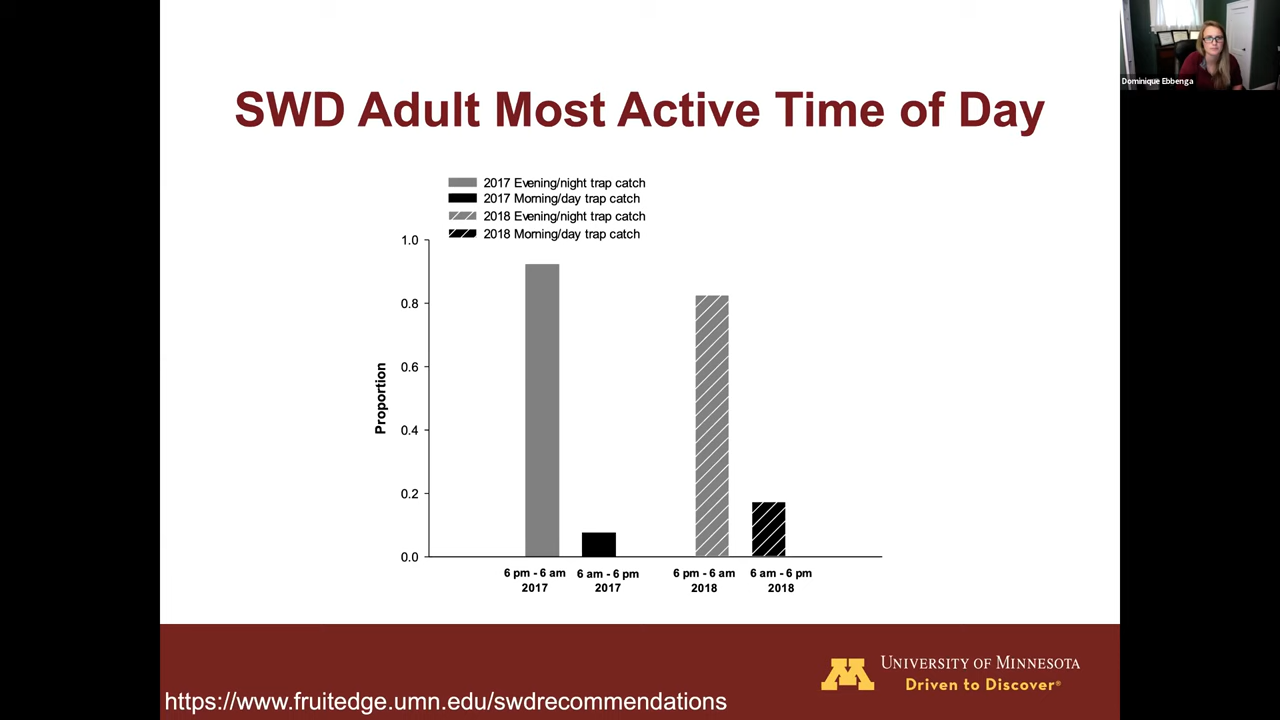 Dominique Ebbenga
SWD Adult Most Active Time of Day
2017 Evening/night trap catch
2017 Morning/day trap catch
2018 Evening/night trap catch
2018 Morning/day trap catch
1.0
0.8
0.6
0.4
0.2
0.0
Proportion
6 pm - 6 am
2017
6 am - 6 pm
2017
6 pm - 6 am
2018
6 am - 6 pm
2018
M
UNIVERSITY OF MINNESOTA
Driven to Discover®
https://www.fruitedge.umn.edu/swdrecommendations